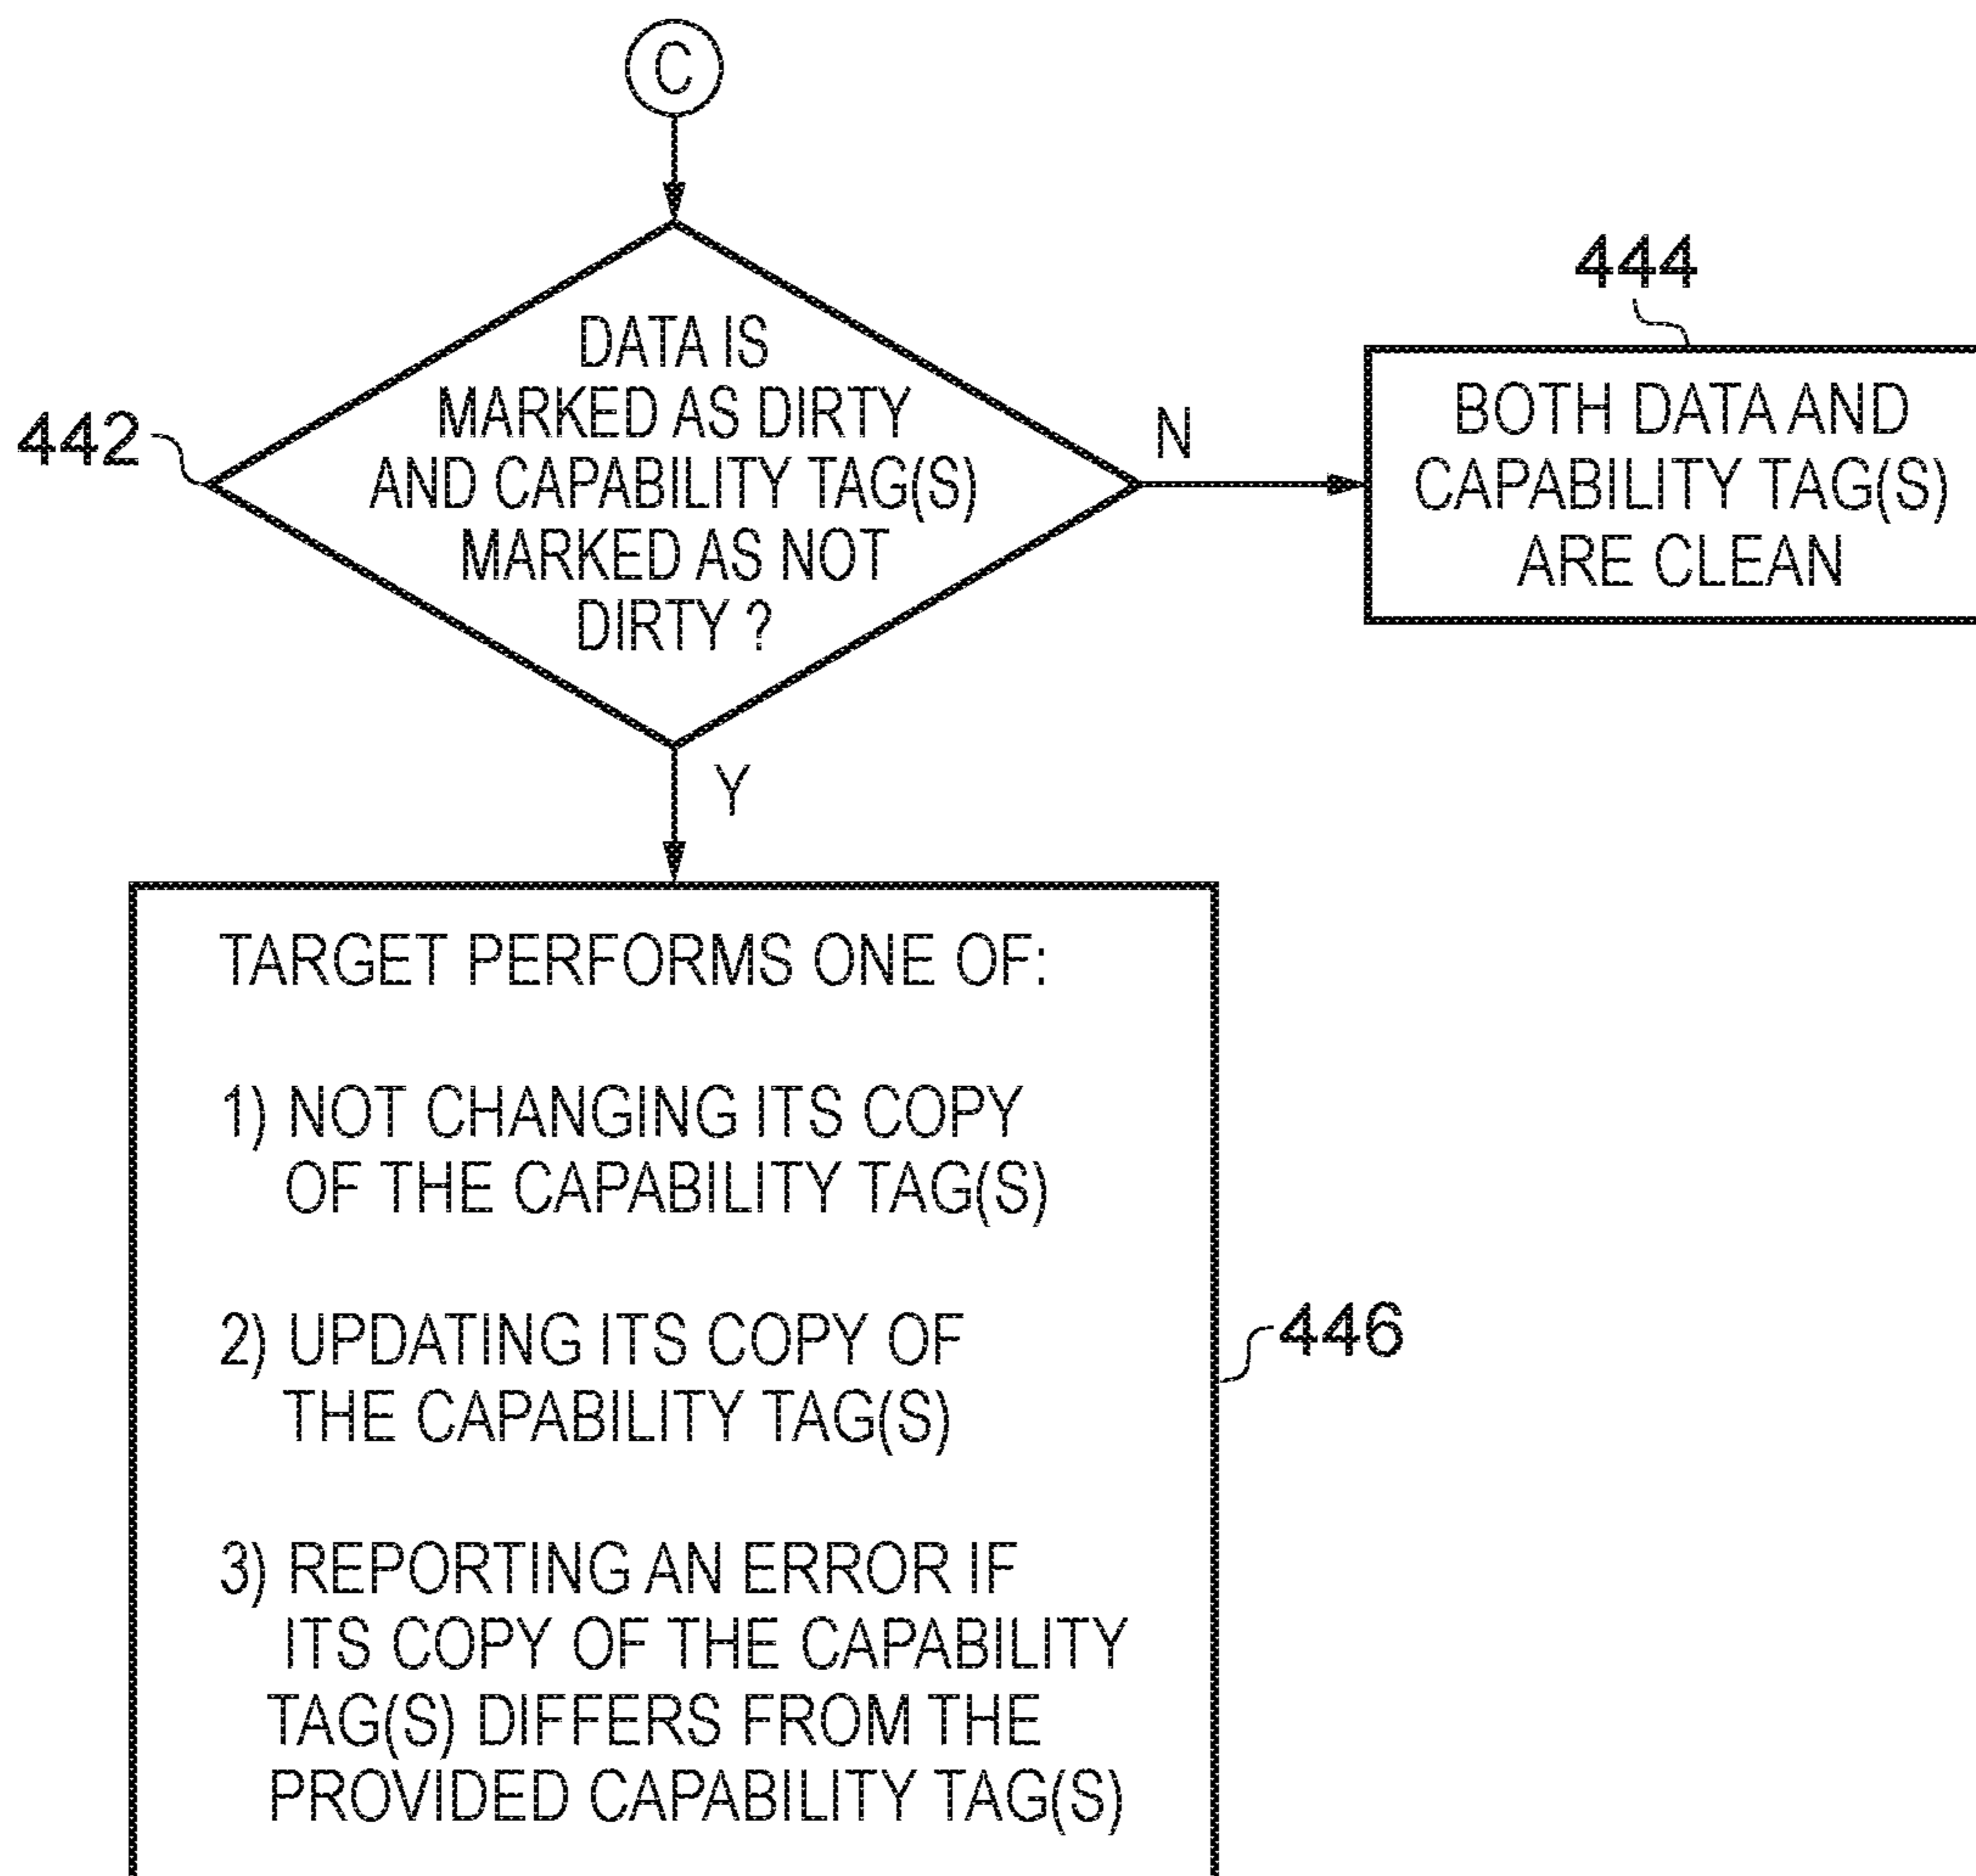 C
DATA IS
MARKED AS DIRTY
AND CAPABILITY TAG(S)
MARKED AS NOT
DIRTY ?
442
N
444
BOTH DATA AND
CAPABILITY TAG(S)
ARE CLEAN
Y
TARGET PERFORMS ONE OF:
1) NOT CHANGING ITS COPY
OF THE CAPABILITY TAG(S)
2) UPDATING ITS COPY OF
THE CAPABILITY TAG(S)
3) REPORTING AN ERROR IF
ITS COPY OF THE CAPABILITY
TAG(S) DIFFERS FROM THE
PROVIDED CAPABILITY TAG(S)
446